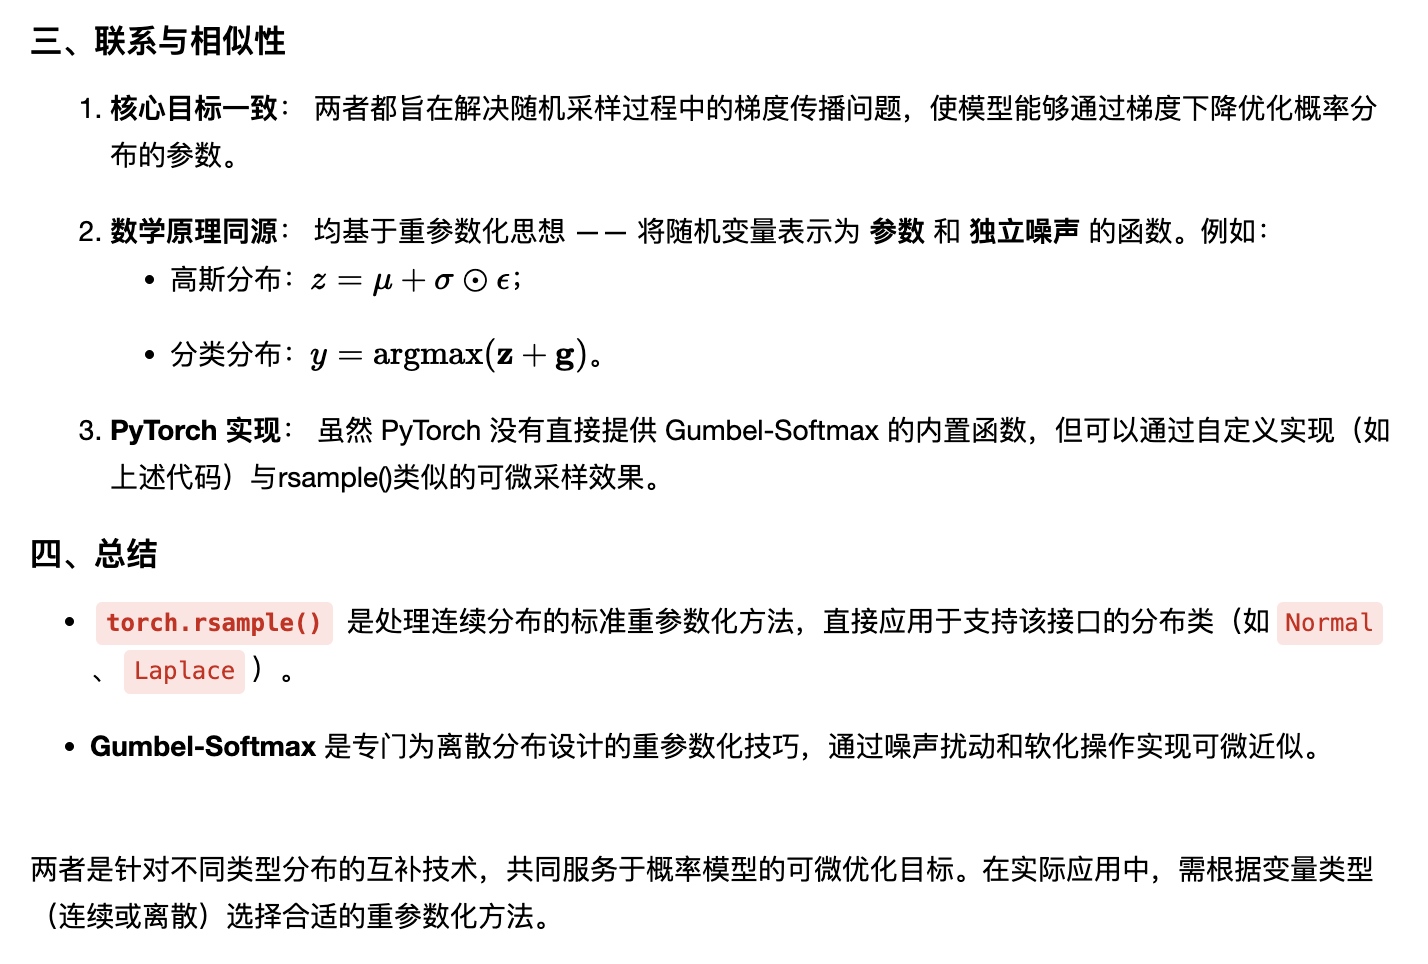 三、联系与相似性
1. 核心目标一致： 两者都旨在解决随机采样过程中的梯度传播问题，使模型能够通过梯度下降优化概率分
布的参数。
2. 数学原理同源： 均基于重参数化思想 —— 将随机变量表示为 参数 和 独立噪声 的函数。例如：
• 高斯分布：z = μ + σ ⊙ ϵ；
• 分类分布：y = argmax(z + g)。
3. PyTorch 实现： 虽然 PyTorch 没有直接提供 Gumbel-Softmax 的内置函数，但可以通过自定义实现（如
上述代码）与rsample()类似的可微采样效果。
四、总结
• torch.rsample() 是处理连续分布的标准重参数化方法，直接应用于支持该接口的分布类（如 Normal
、 Laplace ）。
• Gumbel-Softmax 是专门为离散分布设计的重参数化技巧，通过噪声扰动和软化操作实现可微近似。
两者是针对不同类型分布的互补技术，共同服务于概率模型的可微优化目标。在实际应用中，需根据变量类型
（连续或离散）选择合适的重参数化方法。